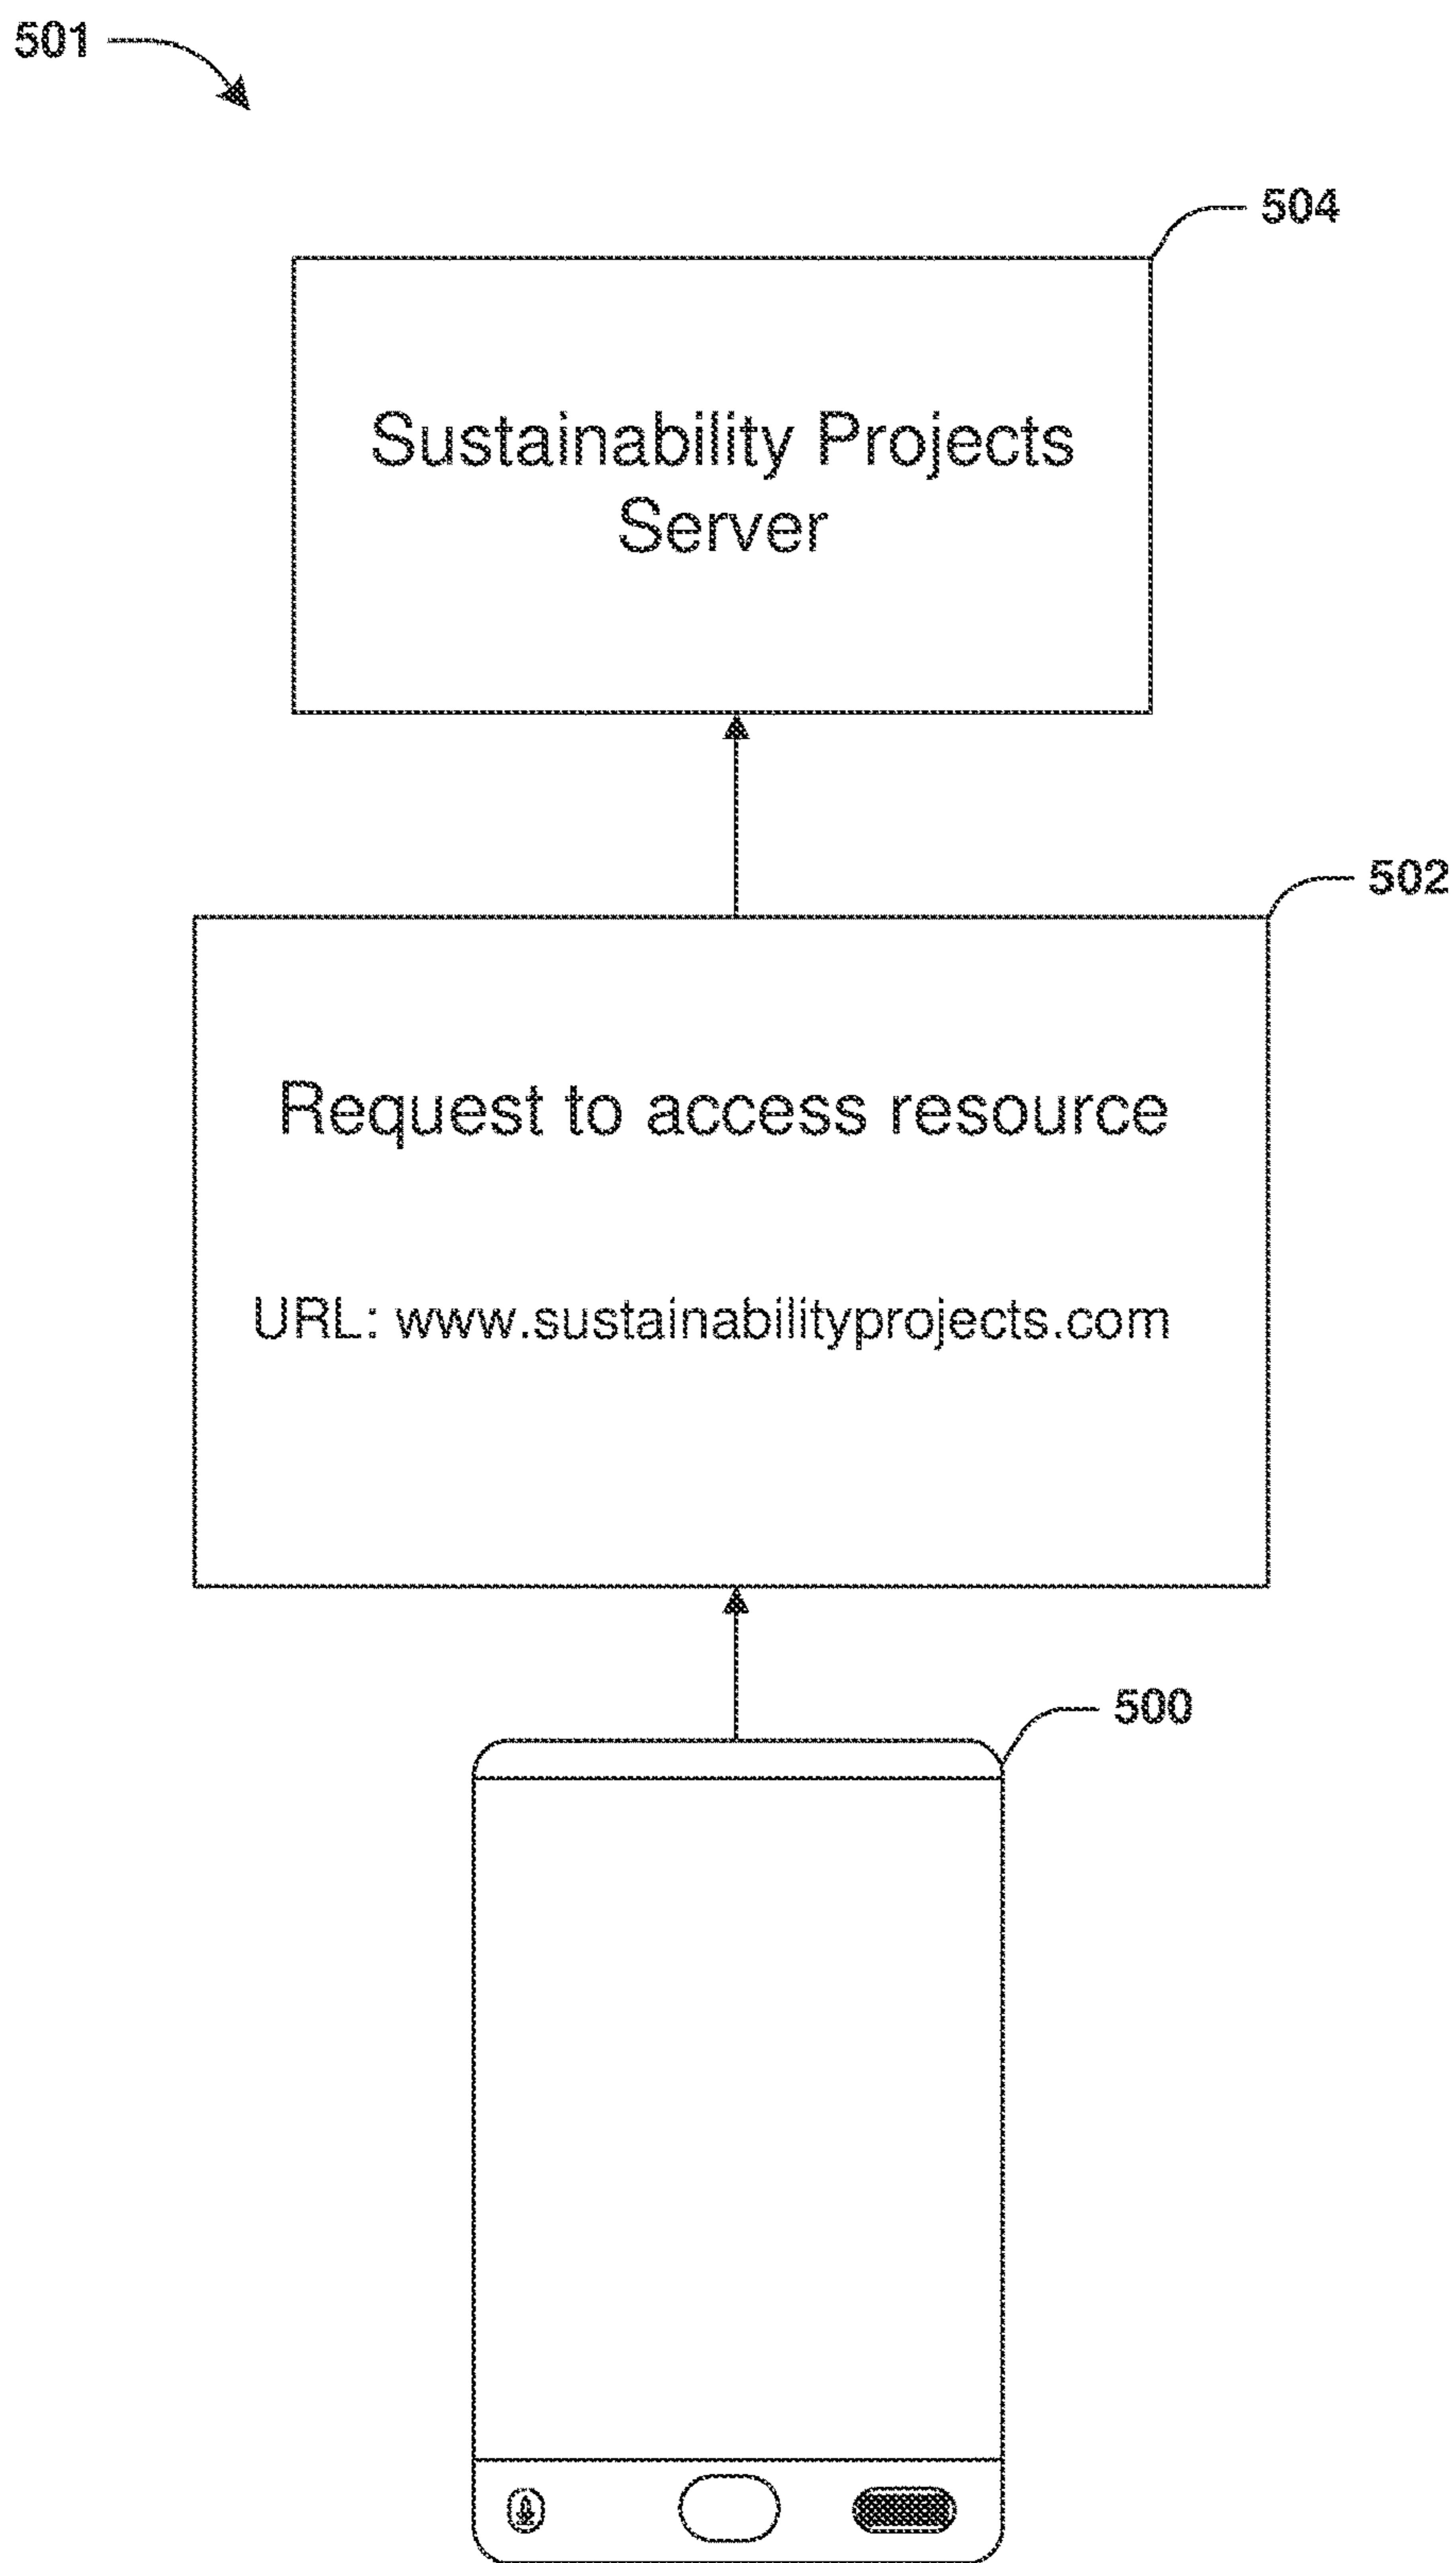 501
504
Sustainability Projects
Server
502
Request to access resource
URL: www.sustainabilityprojects.com
500